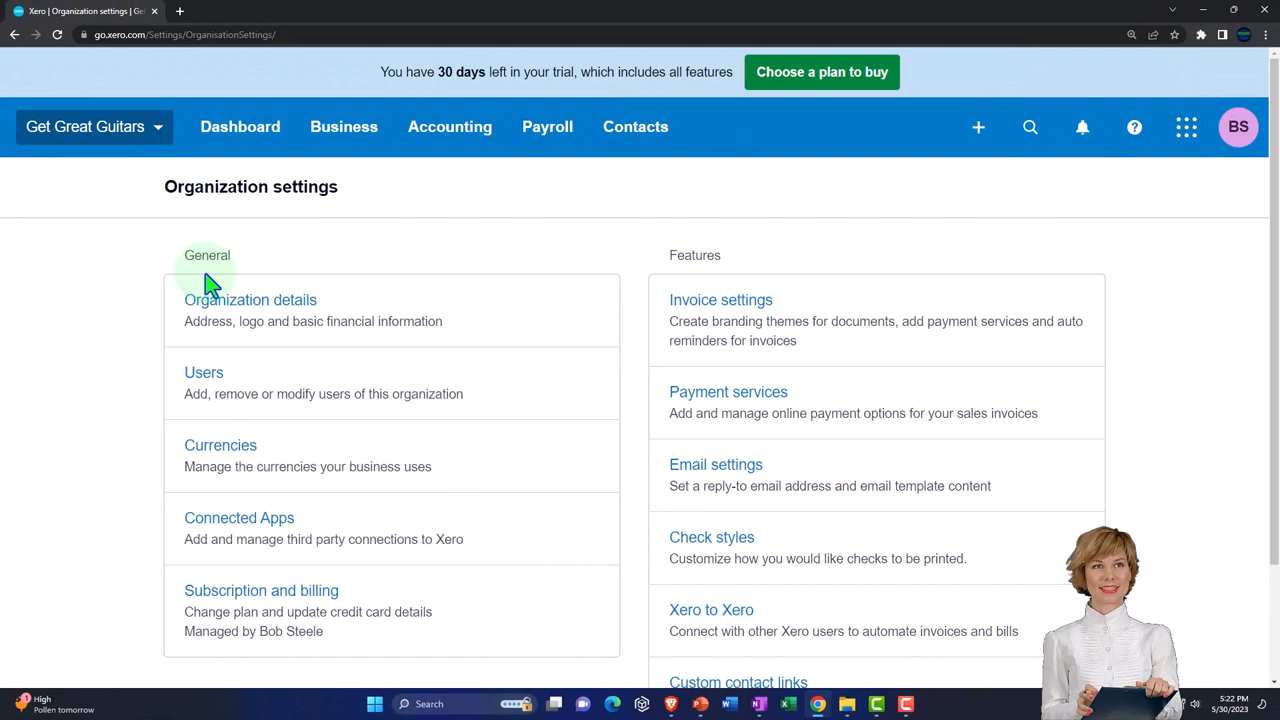 Xero | Organization settings | Get
go.xero.com/Settings/OrganisationSettings/
You have 30 days left in your trial, which includes all features
Choose a plan to buy
Get Great Guitars
Dashboard
Business
Accounting
Payroll
Contacts
BS
Organization settings
General
Organization details
Address, logo and basic financial information
Users
Add, remove or modify users of this organization
Currencies
Manage the currencies your business uses
Connected Apps
Add and manage third party connections to Xero
Subscription and billing
Change plan and update credit card details
Managed by Bob Steele
Features
Invoice settings
Create branding themes for documents, add payment services and auto
reminders for invoices
Payment services
Add and manage online payment options for your sales invoices
Email settings
Set a reply-to email address and email template content
Check styles
Customize how you would like checks to be printed.
Xero to Xero
Connect with other Xero users to automate invoices and bills
Custom contact links
High
Pollen tomorrow
Search
5:22 PM
5/30/2023